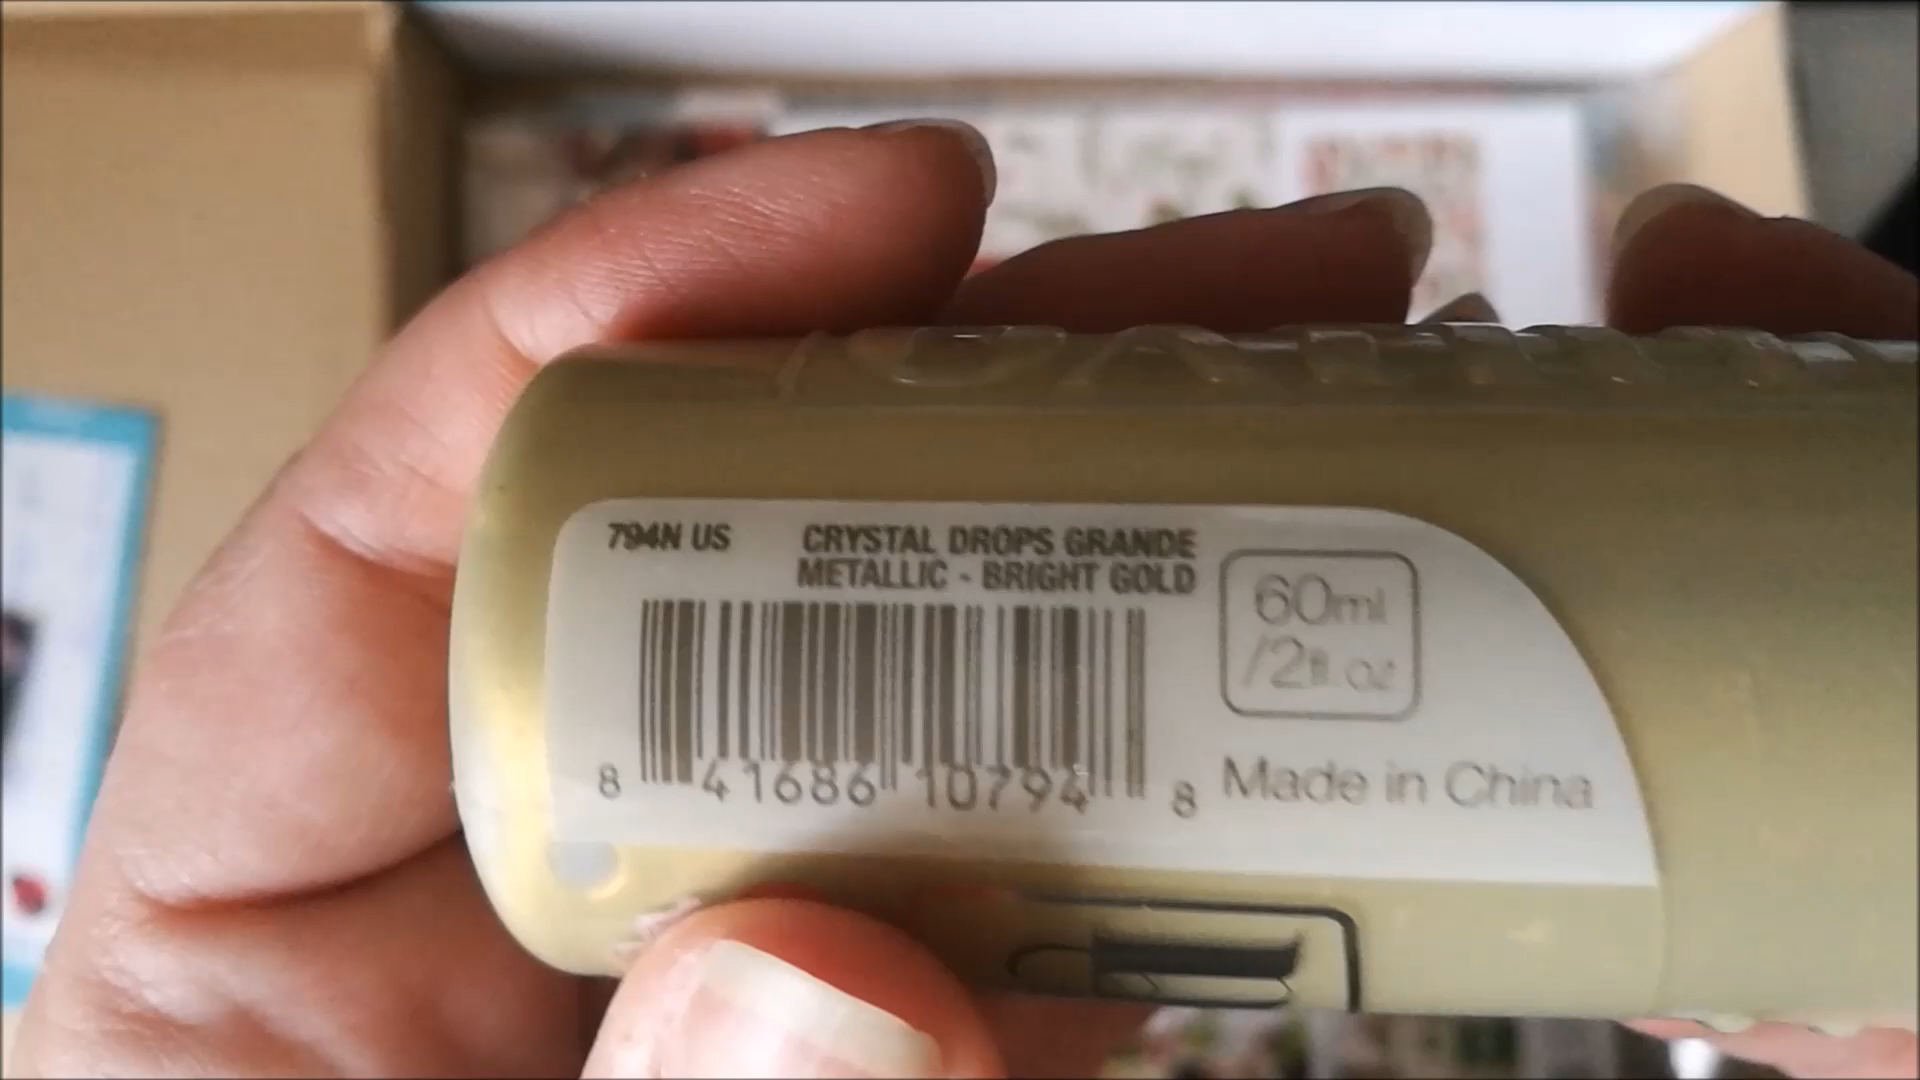 794N US
CRYSTAL DROPS GRANDE
METALLIC - BRIGHT GOLD
60ml
/2fl.oz
8 41686 10794 8
Made in China